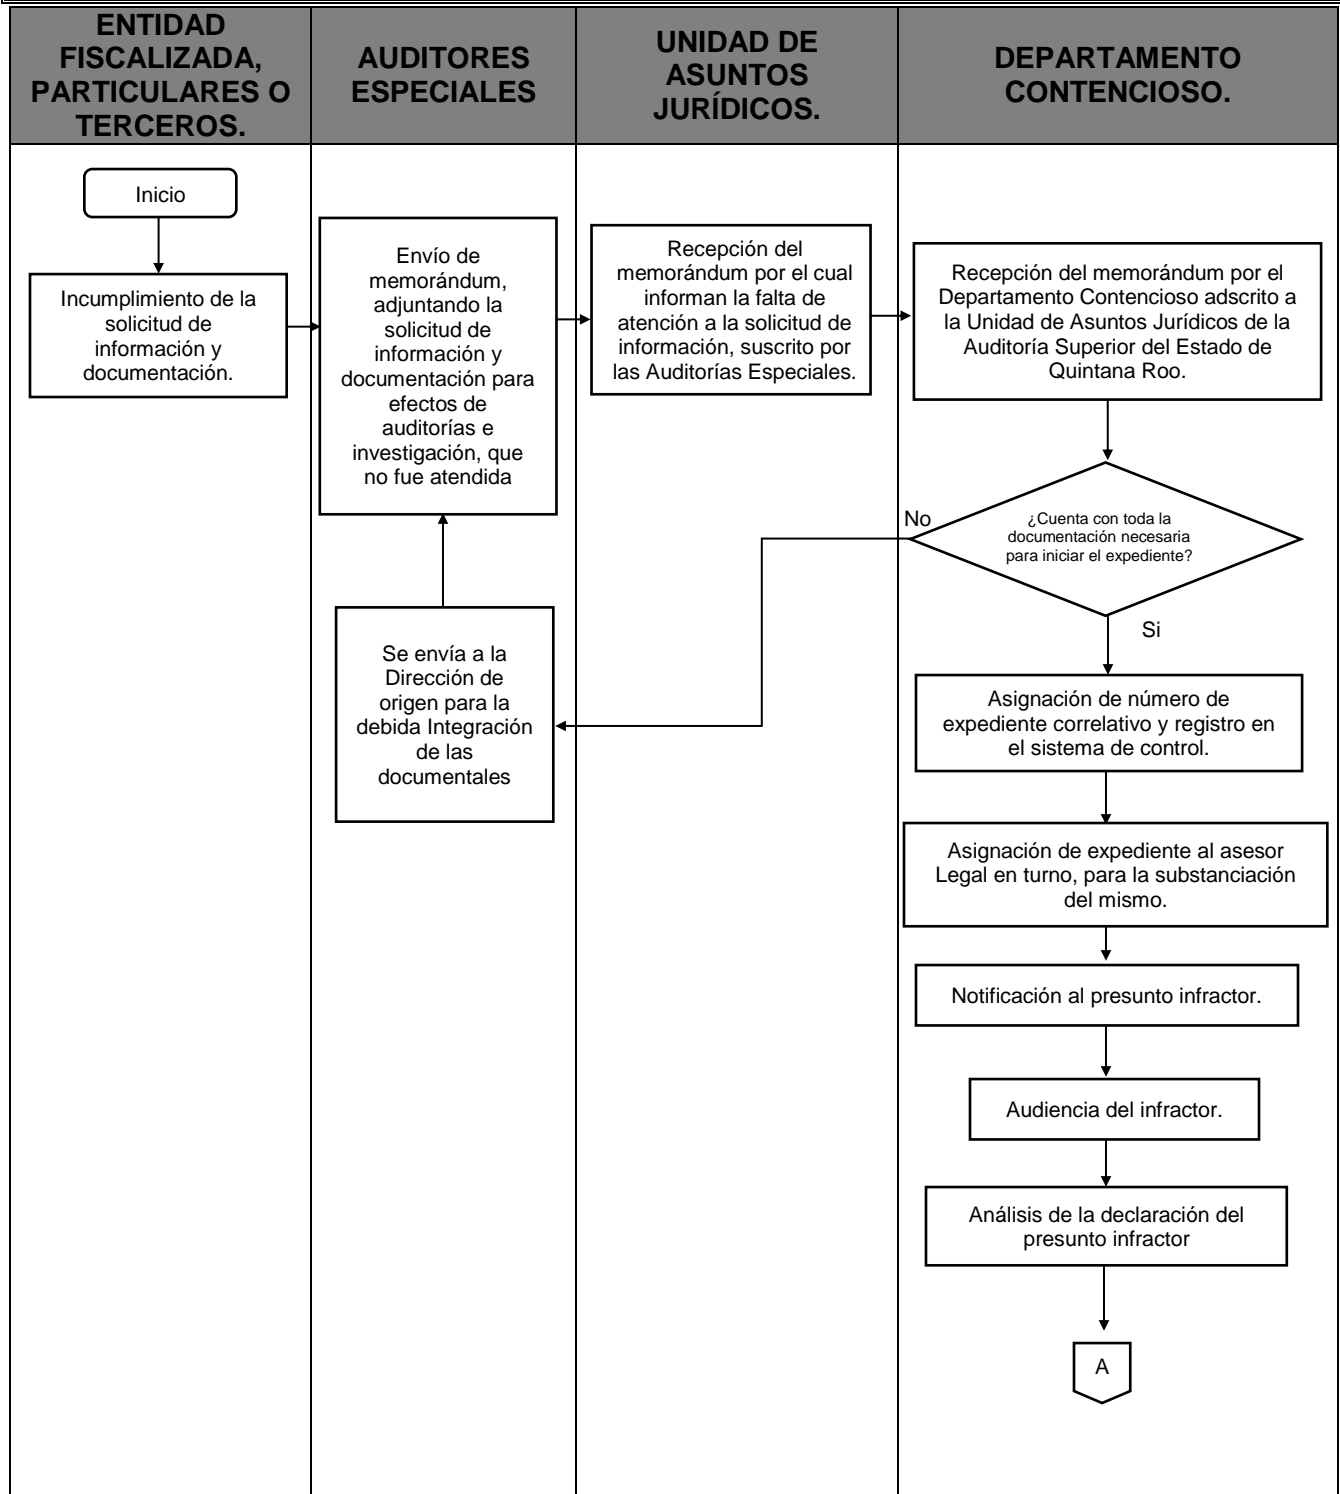 ENTIDAD
FISCALIZADA,
PARTICULARES O
TERCEROS.
AUDITORES
ESPECIALES
UNIDAD DE
ASUNTOS
JURÍDICOS.
DEPARTAMENTO
CONTENCIOSO.
Inicio
Incumplimiento de la
solicitud de
información y
documentación.
Envío de
memorándum,
adjuntando la
solicitud de
información y
documentación para
efectos de
auditorías e
investigación, que
no fue atendida
Recepción del
memorándum por el cual
informan la falta de
atención a la solicitud de
información, suscrito por
las Auditorías Especiales.
Recepción del memorándum por el
Departamento Contencioso adscrito a
la Unidad de Asuntos Jurídicos de la
Auditoría Superior del Estado de
Quintana Roo.
No
¿Cuenta con toda la
documentación necesaria
para iniciar el expediente?
Si
Se envía a la
Dirección de
origen para la
debida Integración
de las
documentales
Asignación de número de
expediente correlativo y registro en
el sistema de control.
Asignación de expediente al asesor
Legal en turno, para la substanciación
del mismo.
Notificación al presunto infractor.
Audiencia del infractor.
Análisis de la declaración del
presunto infractor
A